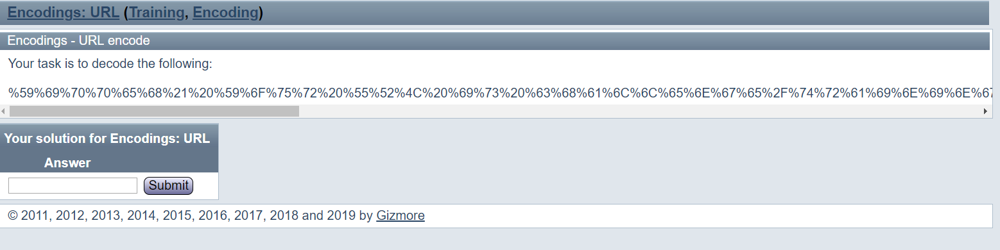 Encodings: URL (Training, Encoding)
Encodings - URL encode
Your task is to decode the following:
%59%69%70%70%65%68%21%20%59%6F%75%72%20%55%52%4C%20%69%73%20%63%68%61%6C%6C%65%6E%67%65%2F%74%72%61%69%6E%69%6E%67
Your solution for Encodings: URL
Answer
Submit
© 2011, 2012, 2013, 2014, 2015, 2016, 2017, 2018 and 2019 by Gizmore